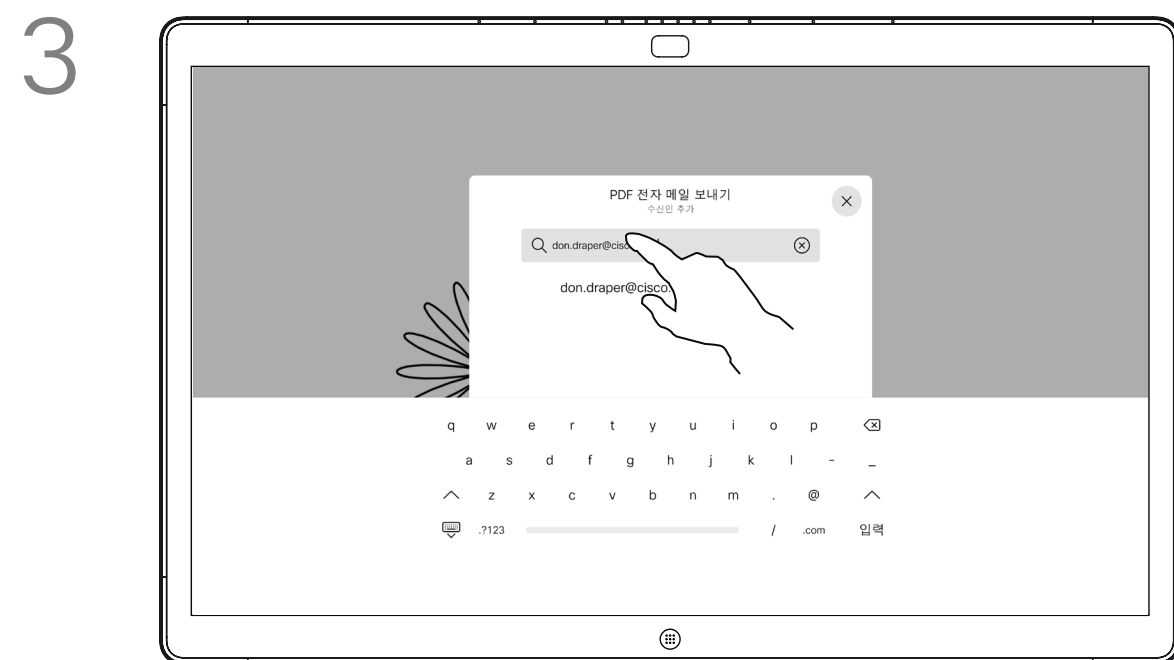 3
PDF 전자 메일 보내기
수신인 추가
don.draper@cisc
don.draper@cisco.
q w e r t y u i o p
a s d f g h j k l - _
z x c v b n m . @
.?123 / .com 입력